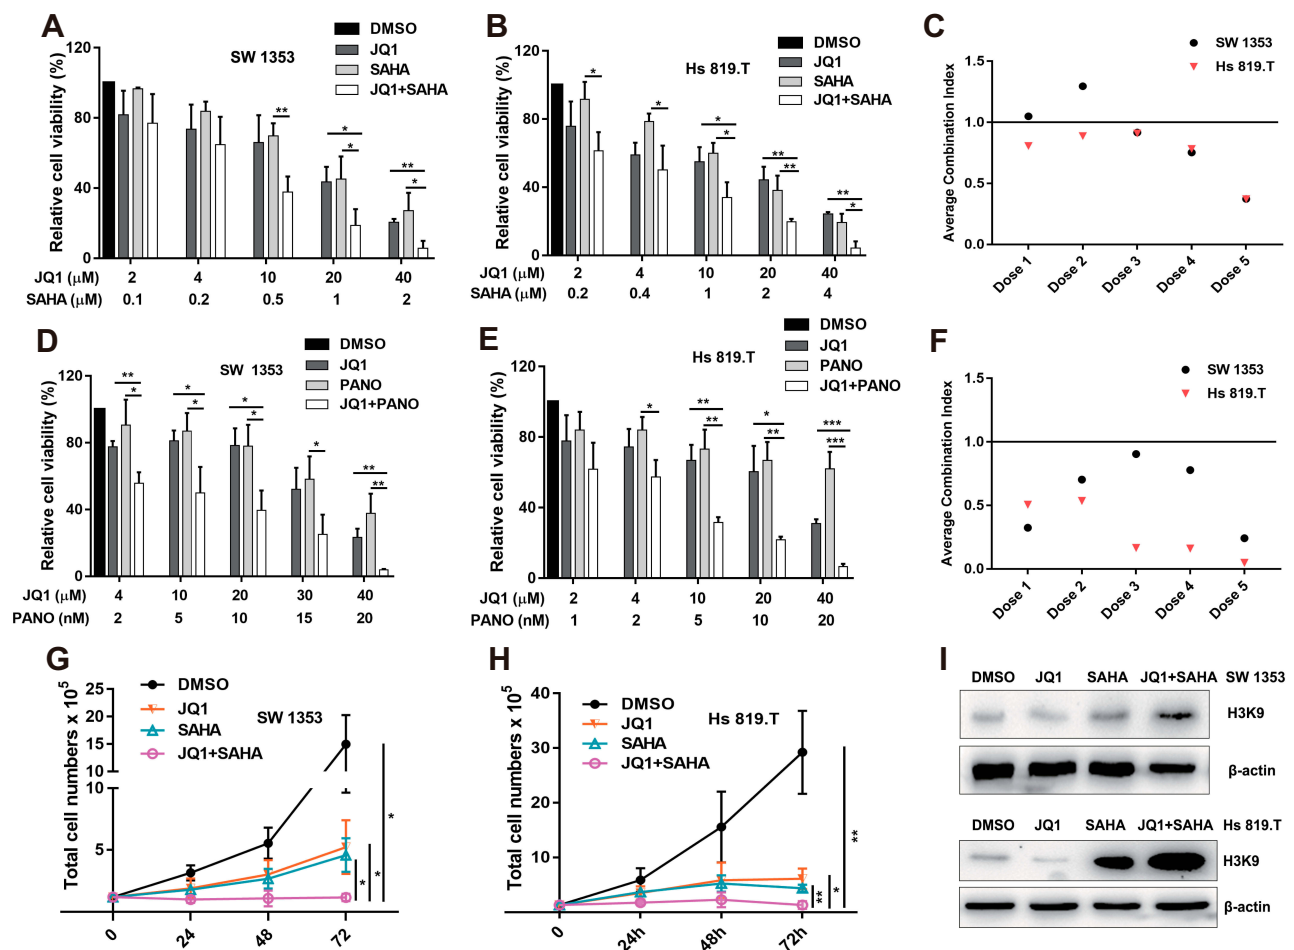 A
DMSO
JQ1
SAHA
JQ1+SAHA
SW 1353
Relative cell viability (%)
120
80
40
0
**
*
*
**
*
JQ1 (μM) 2 4 10 20 40
SAHA (μM) 0.1 0.2 0.5 1 2
B
DMSO
JQ1
SAHA
JQ1+SAHA
Hs 819.T
Relative cell viability (%)
120
80
40
0
*
*
*
*
**
**
**
*
JQ1 (μM) 2 4 10 20 40
SAHA (μM) 0.2 0.4 1 2 4
C
SW 1353
Hs 819.T
Average Combination Index
1.5
1.0
0.5
0.0
Dose 1 Dose 2 Dose 3 Dose 4 Dose 5
D
DMSO
JQ1
PANO
JQ1+PANO
SW 1353
Relative cell viability (%)
120
80
40
0
**
*
*
*
*
*
*
**
**
JQ1 (μM) 4 10 20 30 40
PANO (nM) 2 5 10 15 20
E
DMSO
JQ1
PANO
JQ1+PANO
Hs 819.T
Relative cell viability (%)
120
80
40
0
*
**
**
*
**
***
***
JQ1 (μM) 2 4 10 20 40
PANO (nM) 1 2 5 10 20
F
SW 1353
Hs 819.T
Average Combination Index
1.5
1.0
0.5
0.0
Dose 1 Dose 2 Dose 3 Dose 4 Dose 5
G
DMSO
JQ1
SAHA
JQ1+SAHA
SW 1353
Total cell numbers x 10⁵
25
20
15
10
10
5
0 24 48 72
*
*
*
H
DMSO
JQ1
SAHA
JQ1+SAHA
Hs 819.T
Total cell numbers x 10⁵
40
30
20
10
0 24h 48h 72h
**
*
**
I
DMSO JQ1 SAHA JQ1+SAHA SW 1353
H3K9
β-actin
DMSO JQ1 SAHA JQ1+SAHA Hs 819.T
H3K9
β-actin